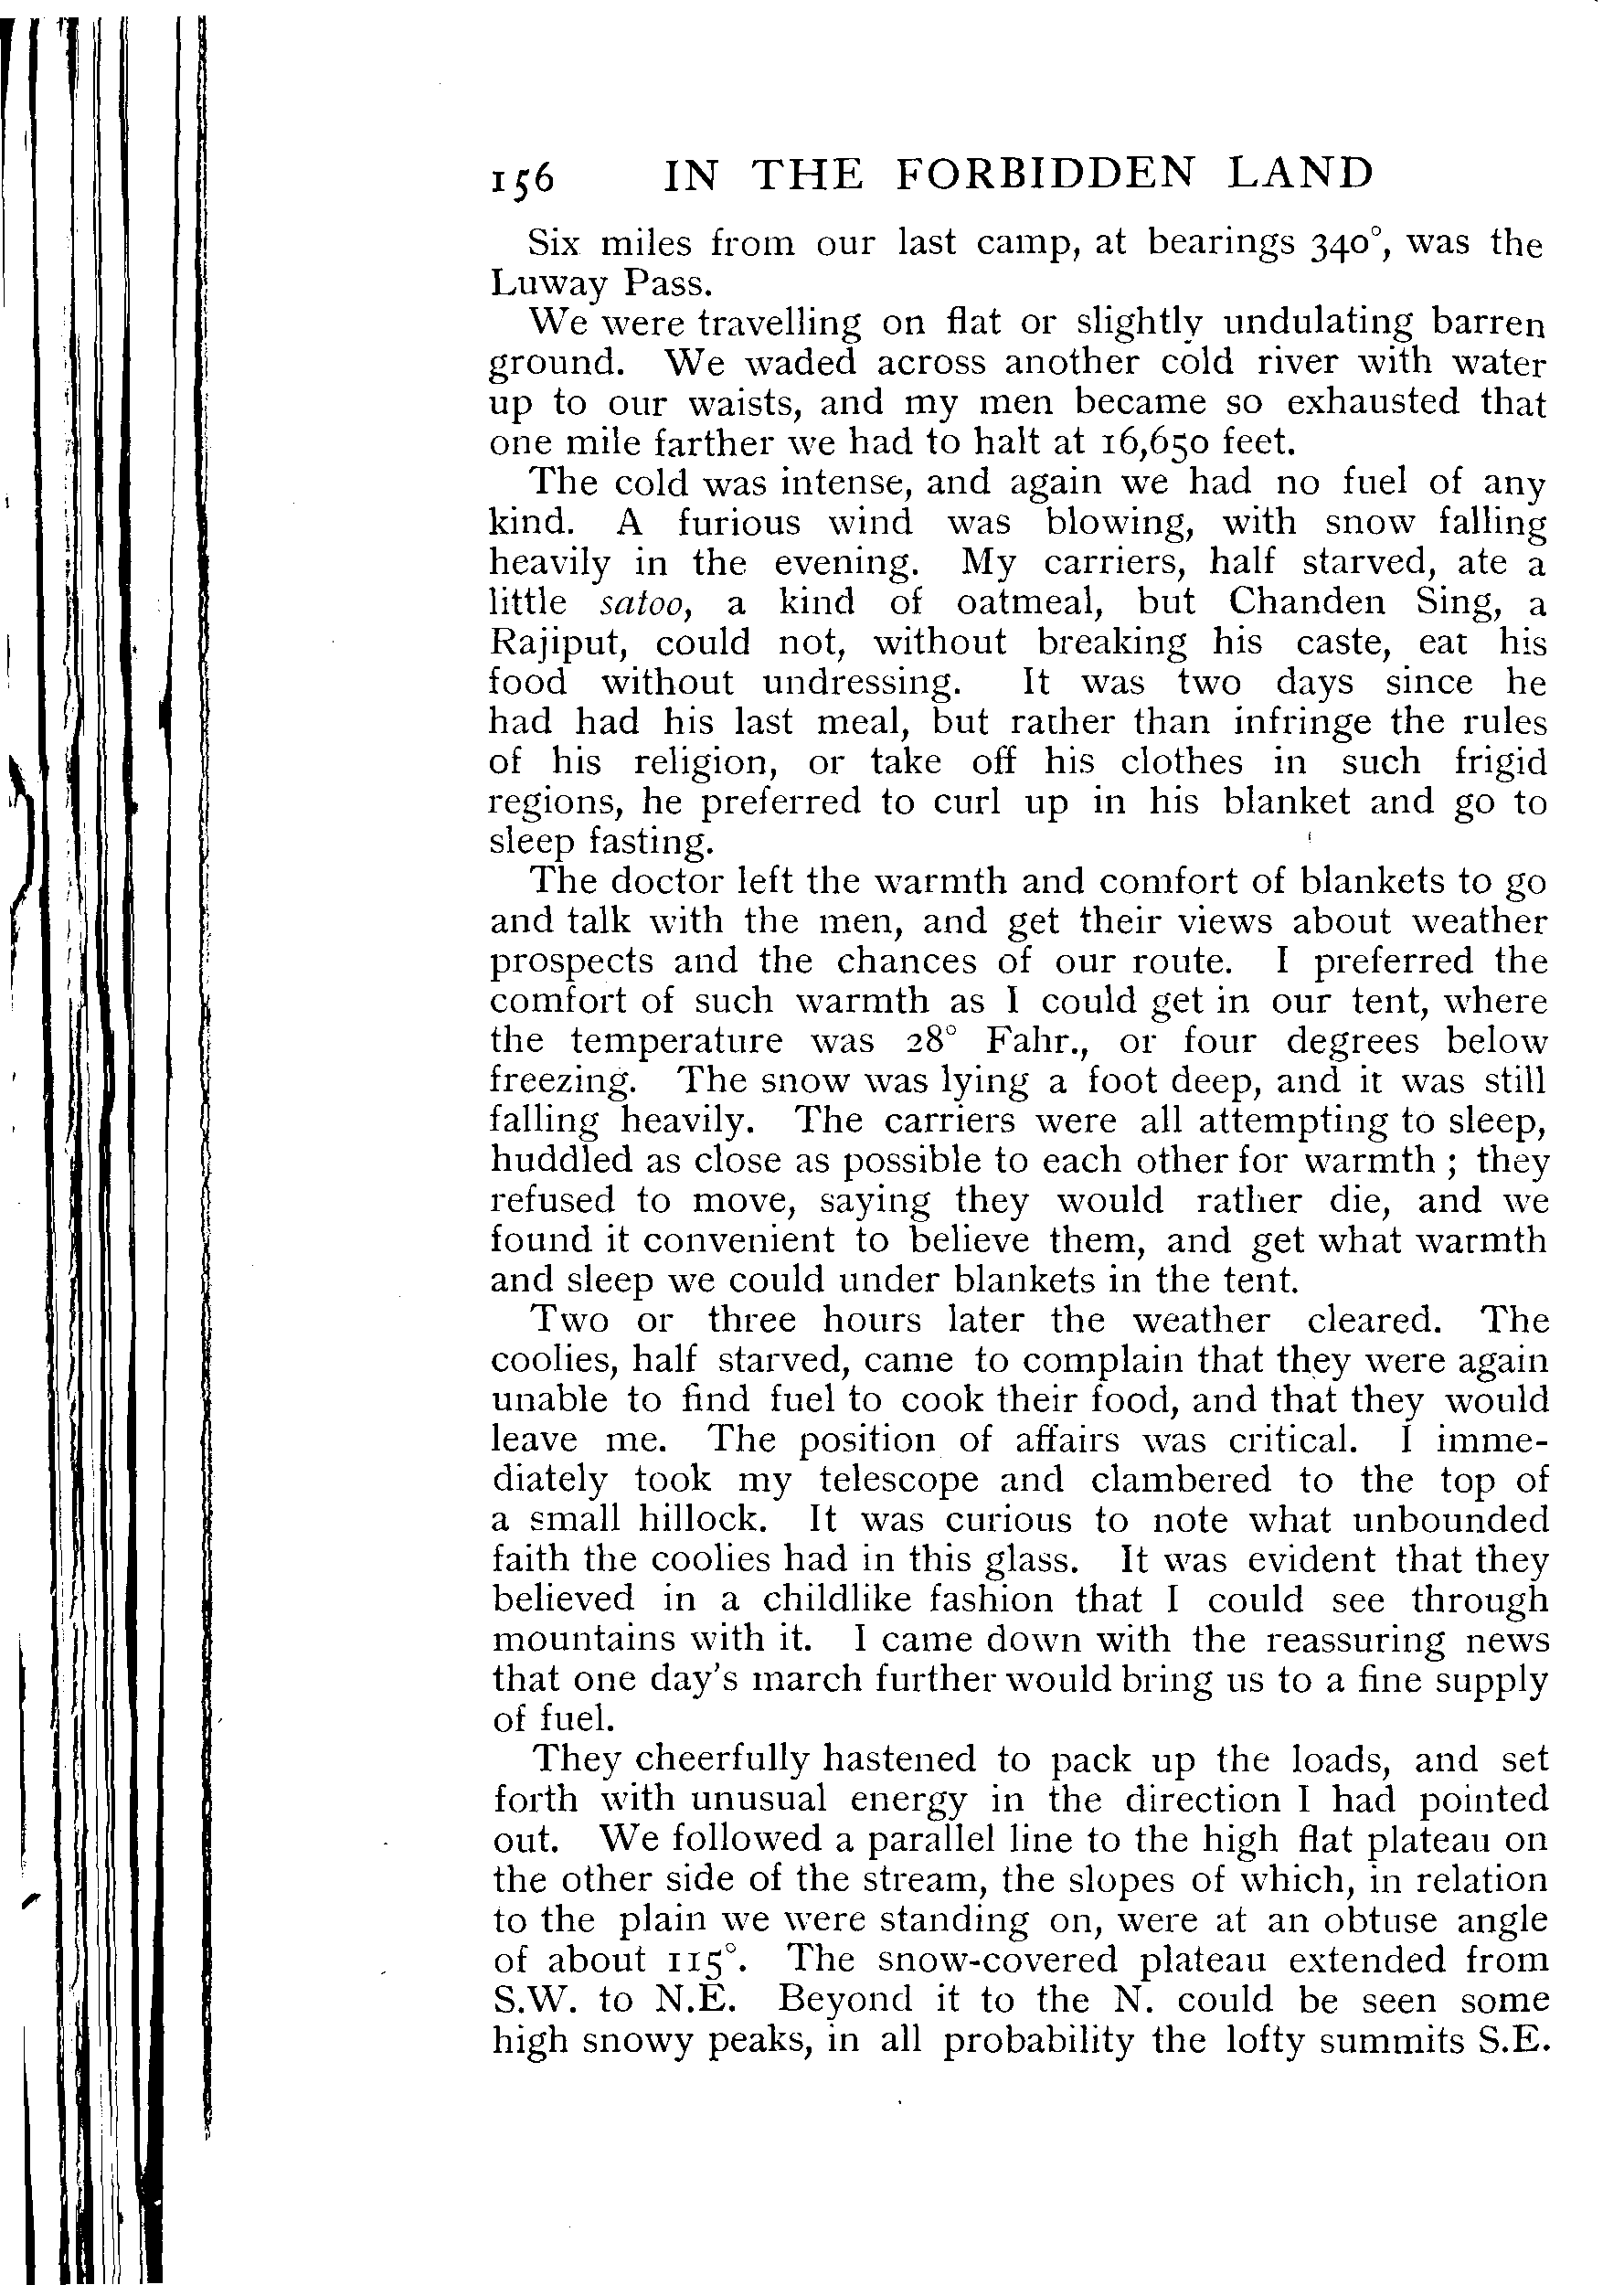 156 IN THE FORBIDDEN LAND
Six miles from our last camp, at bearings 340°, was the
Luway Pass.
We were travelling on flat or slightly undulating barren
ground. We waded across another cold river with water
up to our waists, and my men became so exhausted that
one mile farther we had to halt at 16,650 feet.
The cold was intense, and again we had no fuel of any
kind. A furious wind was blowing, with snow falling
heavily in the evening. My carriers, half starved, ate a
little satoo, a kind of oatmeal, but Chanden Sing, a
Rajiput, could not, without breaking his caste, eat his
food without undressing. It was two days since he
had had his last meal, but rather than infringe the rules
of his religion, or take off his clothes in such frigid
regions, he preferred to curl up in his blanket and go to
sleep fasting.
The doctor left the warmth and comfort of blankets to go
and talk with the men, and get their views about weather
prospects and the chances of our route. I preferred the
comfort of such warmth as I could get in our tent, where
the temperature was 28° Fahr., or four degrees below
freezing. The snow was lying a foot deep, and it was still
falling heavily. The carriers were all attempting to sleep,
huddled as close as possible to each other for warmth ; they
refused to move, saying they would rather die, and we
found it convenient to believe them, and get what warmth
and sleep we could under blankets in the tent.
Two or three hours later the weather cleared. The
coolies, half starved, came to complain that they were again
unable to find fuel to cook their food, and that they would
leave me. The position of affairs was critical. I imme-
diately took my telescope and clambered to the top of
a small hillock. It was curious to note what unbounded
faith the coolies had in this glass. It was evident that they
believed in a childlike fashion that I could see through
mountains with it. I came down with the reassuring news
that one day's march further would bring us to a fine supply
of fuel.
They cheerfully hastened to pack up the loads, and set
forth with unusual energy in the direction I had pointed
out. We followed a parallel line to the high flat plateau on
the other side of the stream, the slopes of which, in relation
to the plain we were standing on, were at an obtuse angle
of about 115°. The snow-covered plateau extended from
S.W. to N.E. Beyond it to the N. could be seen some
high snowy peaks, in all probability the lofty summits S.E.